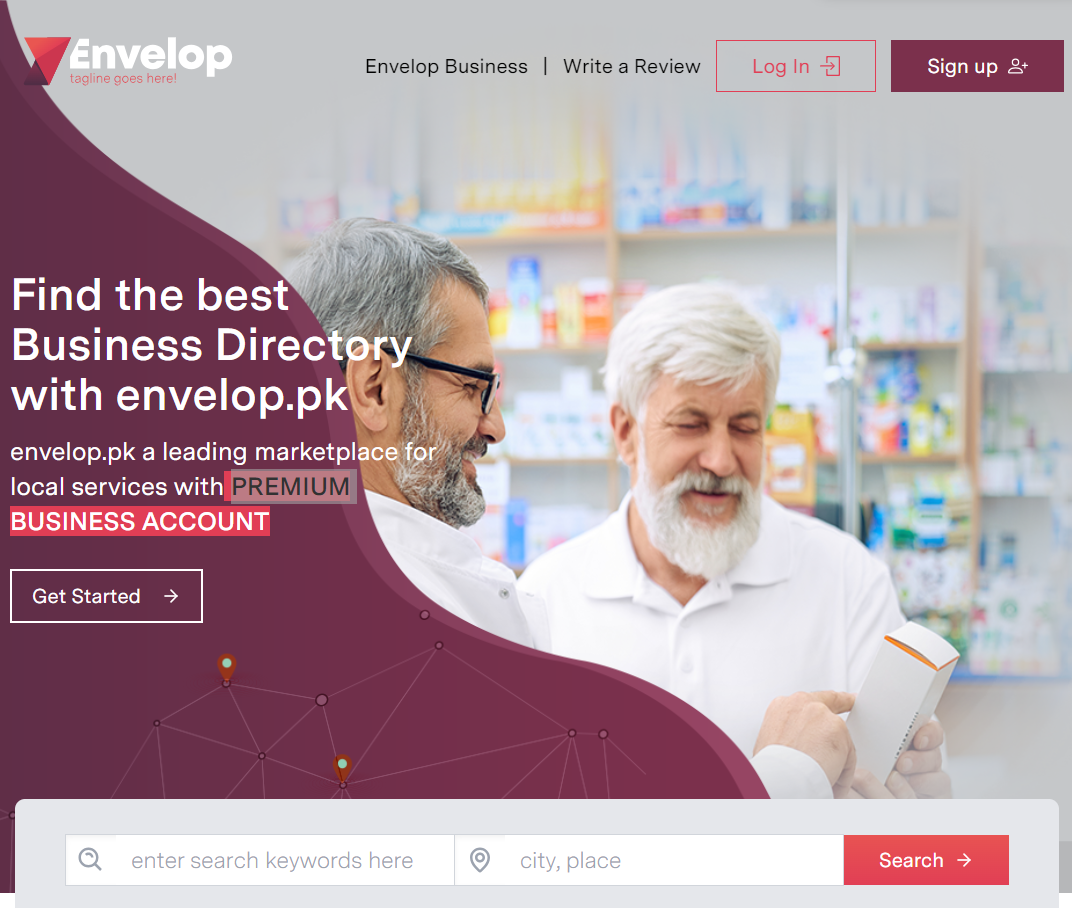 Envelop
tagline goes here!
Envelop Business | Write a Review
Log In
Sign up
Find the best
Business Directory
with envelop.pk
envelop.pk a leading marketplace for
local services with PREMIUM
BUSINESS ACCOUNT
Get Started
enter search keywords here
city, place
Search